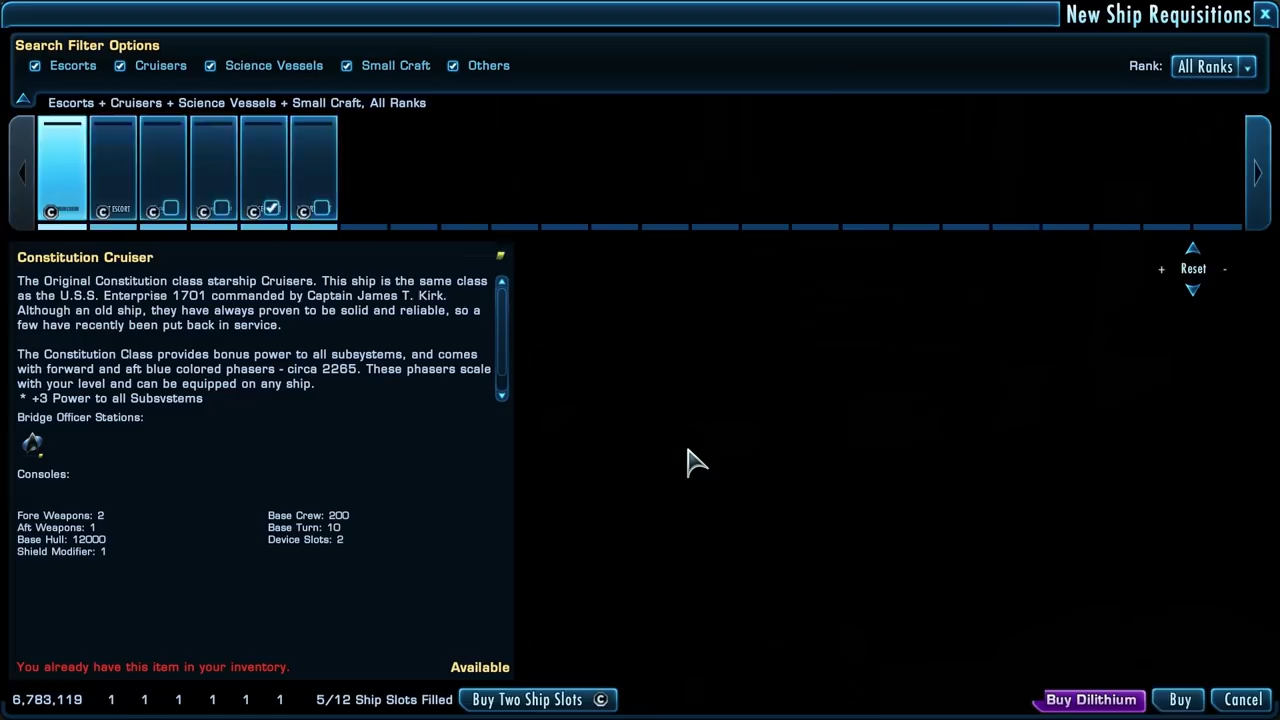 New Ship Requisitions
Search Filter Options
Escorts Cruisers Science Vessels Small Craft Others Rank: All Ranks
Escorts + Cruisers + Science Vessels + Small Craft, All Ranks
ESCORT
Constitution Cruiser
The Original Constitution class starship Cruisers. This ship is the same class
as the U.S.S. Enterprise 1701 commanded by Captain James T. Kirk.
Although an old ship, they have always proven to be solid and reliable, so a
few have recently been put back in service.
The Constitution Class provides bonus power to all subsystems, and comes
with forward and aft blue colored phasers - circa 2265. These phasers scale
with your level and can be equipped on any ship.
* +3 Power to all Subsystems
Bridge Officer Stations:
Consoles:
Fore Weapons: 2 Base Crew: 200
Aft Weapons: 1 Base Turn: 10
Base Hull: 12000 Device Slots: 2
Shield Modifier: 1
+ Reset -
You already have this item in your inventory. Available
6,783,119 1 1 1 1 1 1 5/12 Ship Slots Filled Buy Two Ship Slots C Buy Dilithium Buy Cancel